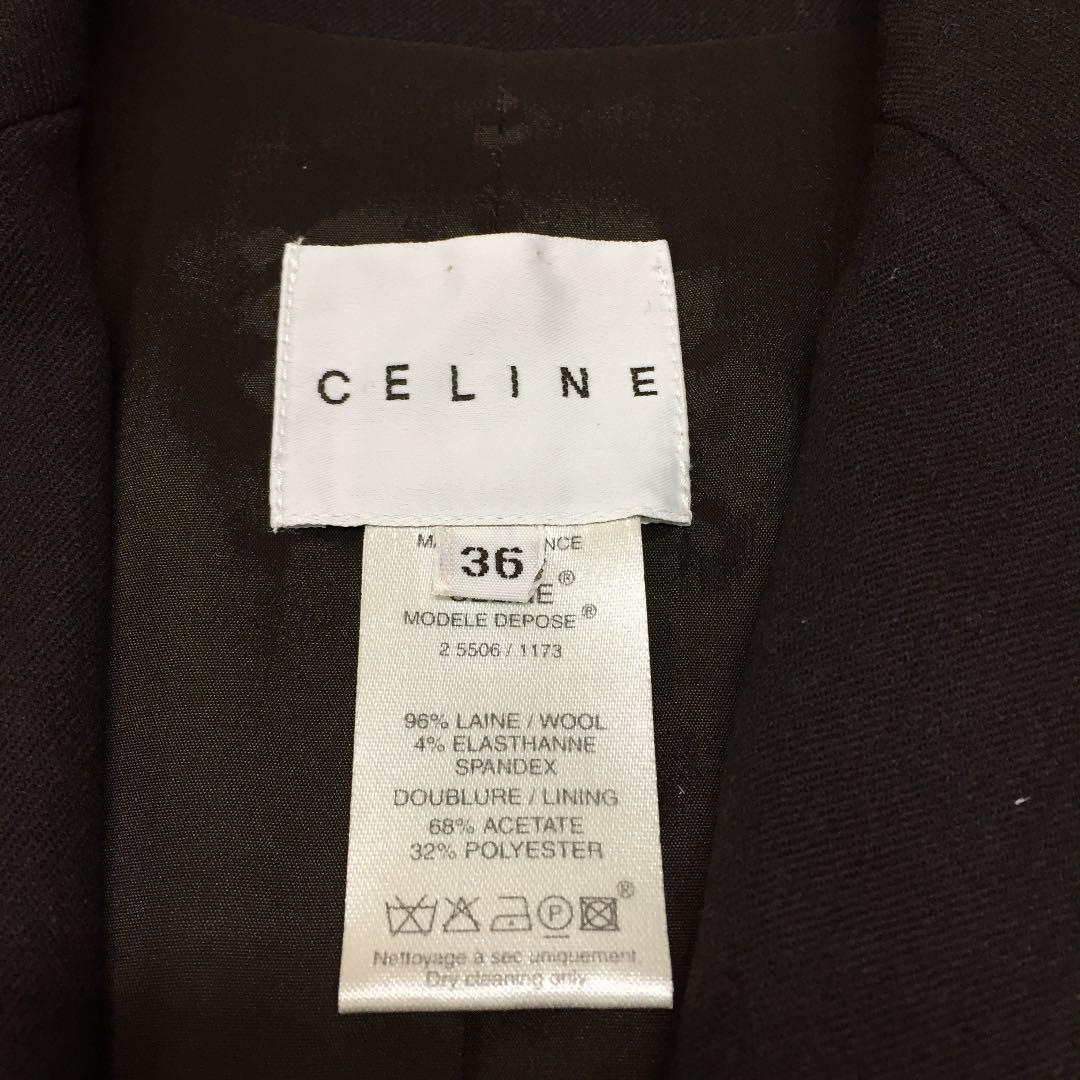 CELINE
36
MODELE DEPOSE ®
2 5506 / 1173
96% LAINE / WOOL
4% ELASTHANNE
SPANDEX
DOUBLURE / LINING
68% ACETATE
32% POLYESTER
Nettoyage à sec uniquement.
Dry cleaning only